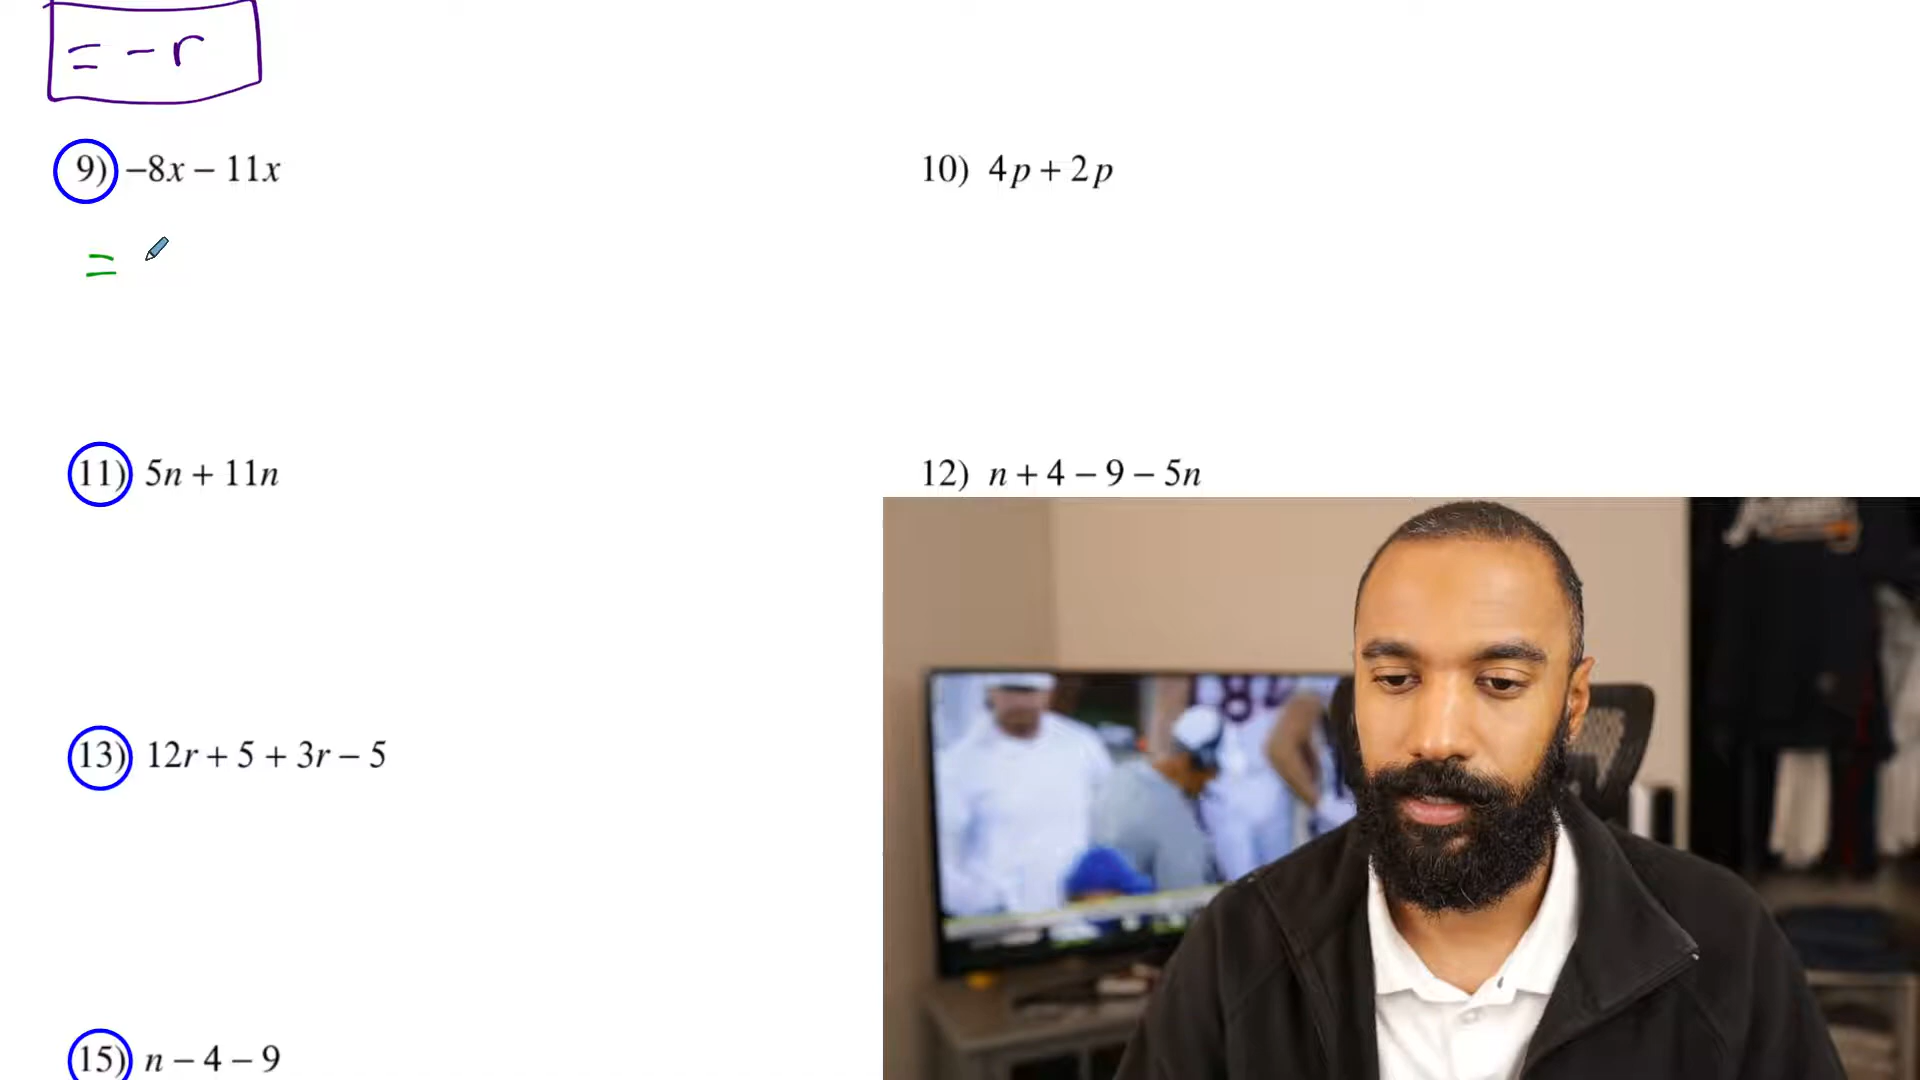 = - r
9) −8x − 11x
10) 4p + 2p
=
11) 5n + 11n
12) n + 4 − 9 − 5n
13) 12r + 5 + 3r − 5
15) n − 4 − 9